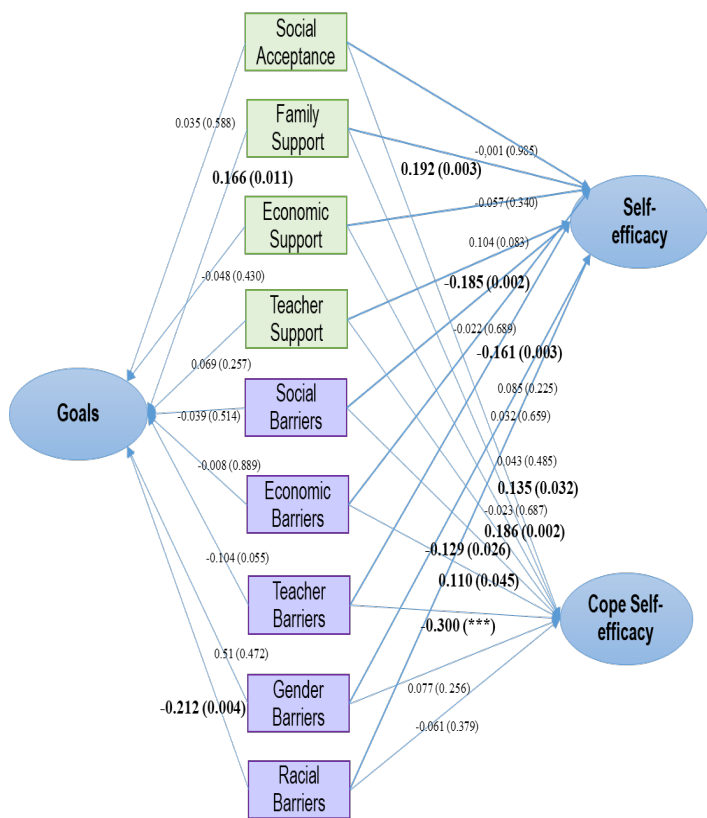 Social
Acceptance
0.035 (0.588)
Family
Support
-0,001 (0.985)
0.192 (0.003)
0.166 (0.011)
-0.057 (0.340)
Economic
Support
Self-
efficacy
0.104 (0.083)
-0.048 (0.430)
-0.185 (0.002)
Teacher
Support
-0.022 (0.689)
-0.161 (0.003)
0.069 (0.257)
0.085 (0.225)
Social
Barriers
Goals
-0.039 (0.514)
0.032 (0.659)
0.043 (0.485)
-0.008 (0.889)
Economic
Barriers
0.135 (0.032)
-0.023 (0.687)
0.186 (0.002)
-0.129 (0.026)
-0.104 (0.055)
0.110 (0.045)
Teacher
Barriers
Cope Self-
efficacy
-0.300 (***)
0.51 (0.472)
Gender
Barriers
0.077 (0.256)
-0.212 (0.004)
-0.061 (0.379)
Racial
Barriers